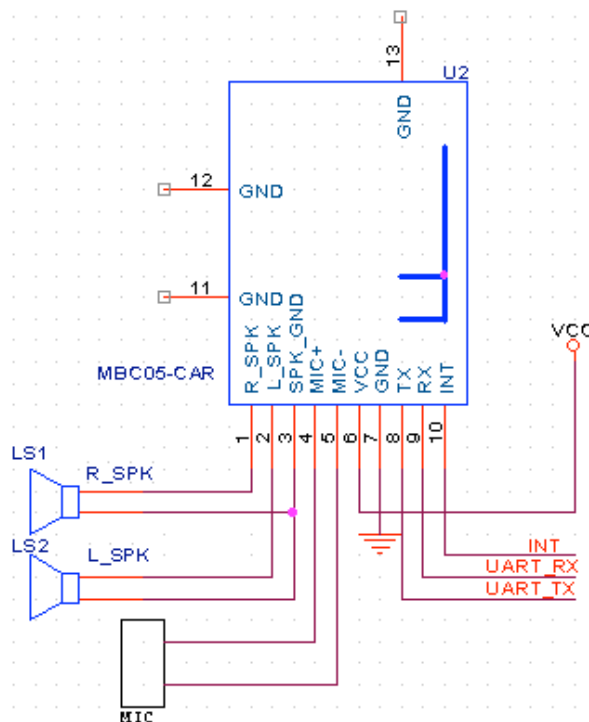 13
U2
GND
12
GND
11
GND
VCC
MBC05-CAR
R_SPK
L_SPK
SPK_GND
MIC+
MIC-
VCC
GND
TX
RX
INT
1
2
3
4
5
6
7
8
9
10
LS1
R_SPK
LS2
L_SPK
INT
UART_RX
UART_TX
MIC